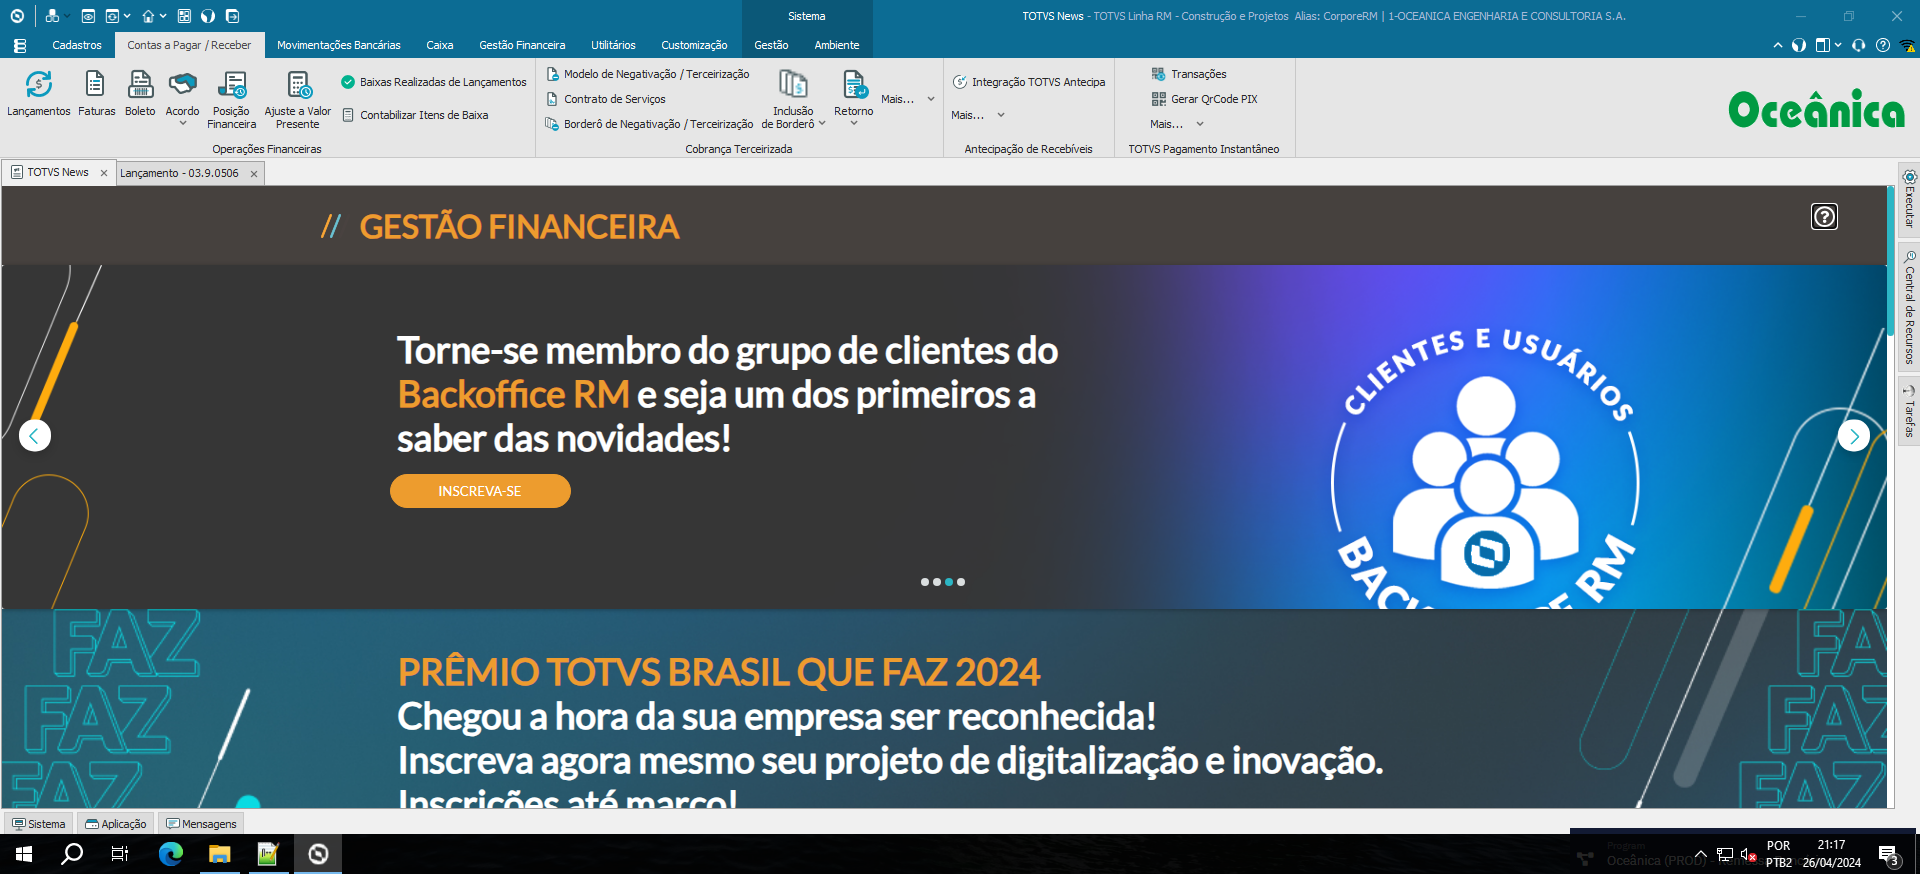 Sistema
TOTVS News - TOTVS Linha RM - Construção e Projetos  Alias: CorporeRM | 1-OCEANICA ENGENHARIA E CONSULTORIA S.A.
Cadastros
Contas a Pagar / Receber
Movimentações Bancárias
Caixa
Gestão Financeira
Utilitários
Customização
Gestão
Ambiente
Lançamentos
Faturas
Boleto
Acordo
Posição
Financeira
Ajuste a Valor
Presente
Baixas Realizadas de Lançamentos
Contabilizar Itens de Baixa
Operações Financeiras
Modelo de Negativação / Terceirização
Contrato de Serviços
Borderô de Negativação / Terceirização
Inclusão
de Borderô
Retorno
Mais...
Cobrança Terceirizada
Integração TOTVS Antecipa
Mais...
Antecipação de Recebíveis
Transações
Gerar QrCode PIX
Mais...
TOTVS Pagamento Instantâneo
Oceânica
TOTVS News
Lançamento - 03.9.0506
Executar
Central de Recursos
Tarefas
// GESTÃO FINANCEIRA
Torne-se membro do grupo de clientes do
Backoffice RM e seja um dos primeiros a
saber das novidades!
INSCREVA-SE
CLIENTES E USUÁRIOS
FAZ
FAZ
FAZ
PRÊMIO TOTVS BRASIL QUE FAZ 2024
Chegou a hora da sua empresa ser reconhecida!
Inscreva agora mesmo seu projeto de digitalização e inovação.
Inscrições até março!
Sistema
Aplicação
Mensagens
Program
Oceânica (PROD)
POR
PTB2
21:17
26/04/2024
3